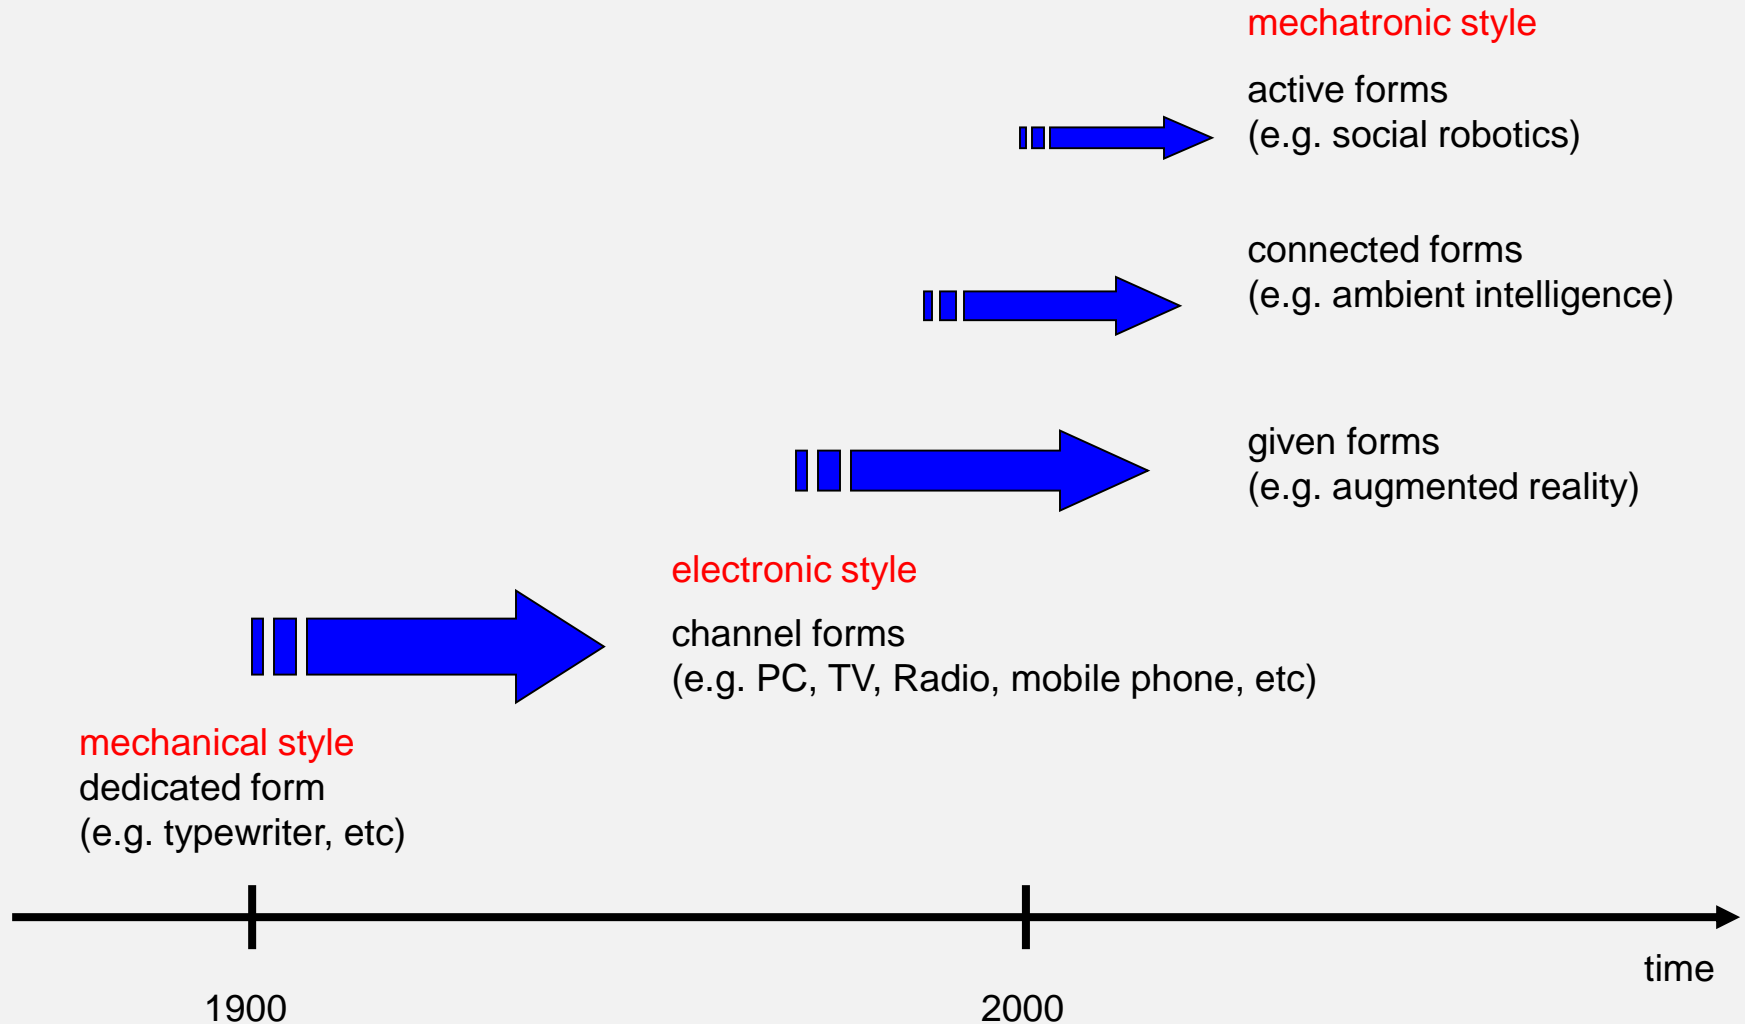 mechatronic style
active forms
(e.g. social robotics)
connected forms
(e.g. ambient intelligence)
given forms
(e.g. augmented reality)
electronic style
channel forms
(e.g. PC, TV, Radio, mobile phone, etc)
mechanical style
dedicated form
(e.g. typewriter, etc)
time
1900
2000